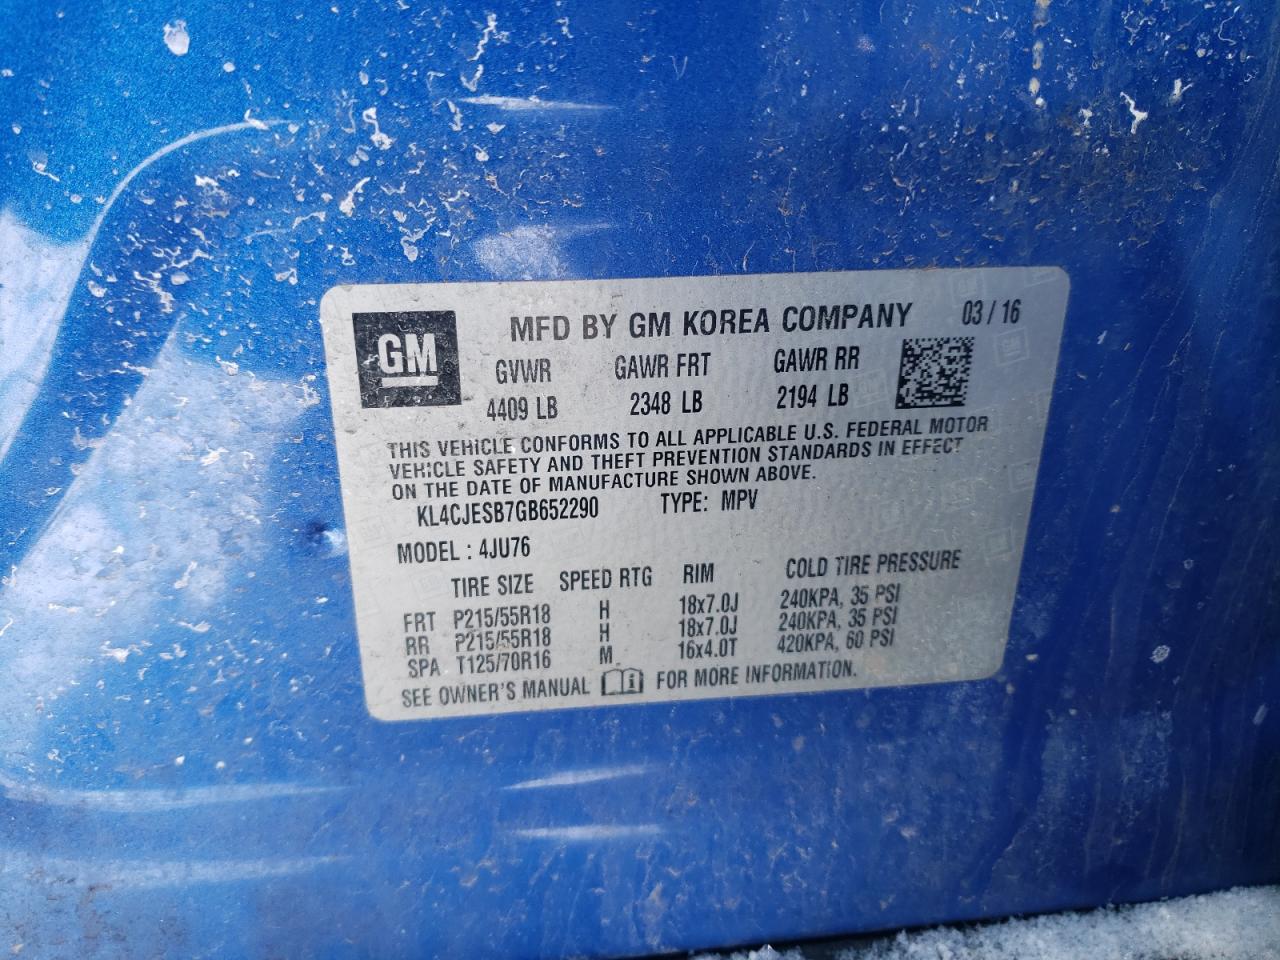 GM
MFD BY GM KOREA COMPANY 03/16
GVWR GAWR FRT GAWR RR
4409 LB 2348 LB 2194 LB
THIS VEHICLE CONFORMS TO ALL APPLICABLE U.S. FEDERAL MOTOR
VEHICLE SAFETY AND THEFT PREVENTION STANDARDS IN EFFECT
ON THE DATE OF MANUFACTURE SHOWN ABOVE.
KL4CJESB7GB652290 TYPE: MPV
MODEL : 4JU76
TIRE SIZE SPEED RTG RIM COLD TIRE PRESSURE
FRT P215/55R18 H 18x7.0J 240KPA, 35 PSI
RR P215/55R18 H 18x7.0J 240KPA, 35 PSI
SPA T125/70R16 M 16x4.0T 420KPA, 60 PSI
SEE OWNER'S MANUAL FOR MORE INFORMATION.